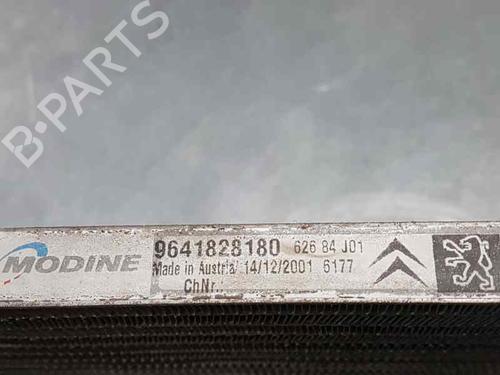 B-PARTS
MODINE
9641828180 626 84 J01
Made in Austria 14/12/2001 6177
ChNr.: